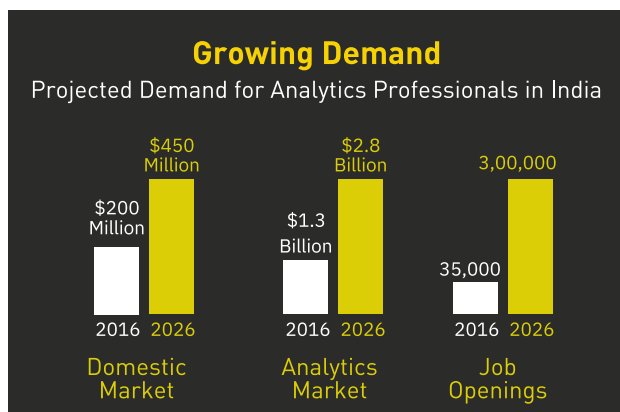 Growing Demand
Projected Demand for Analytics Professionals in India
$200
Million
$450
Million
2016 2026
Domestic
Market
$1.3
Billion
$2.8
Billion
2016 2026
Analytics
Market
35,000
3,00,000
2016 2026
Job
Openings